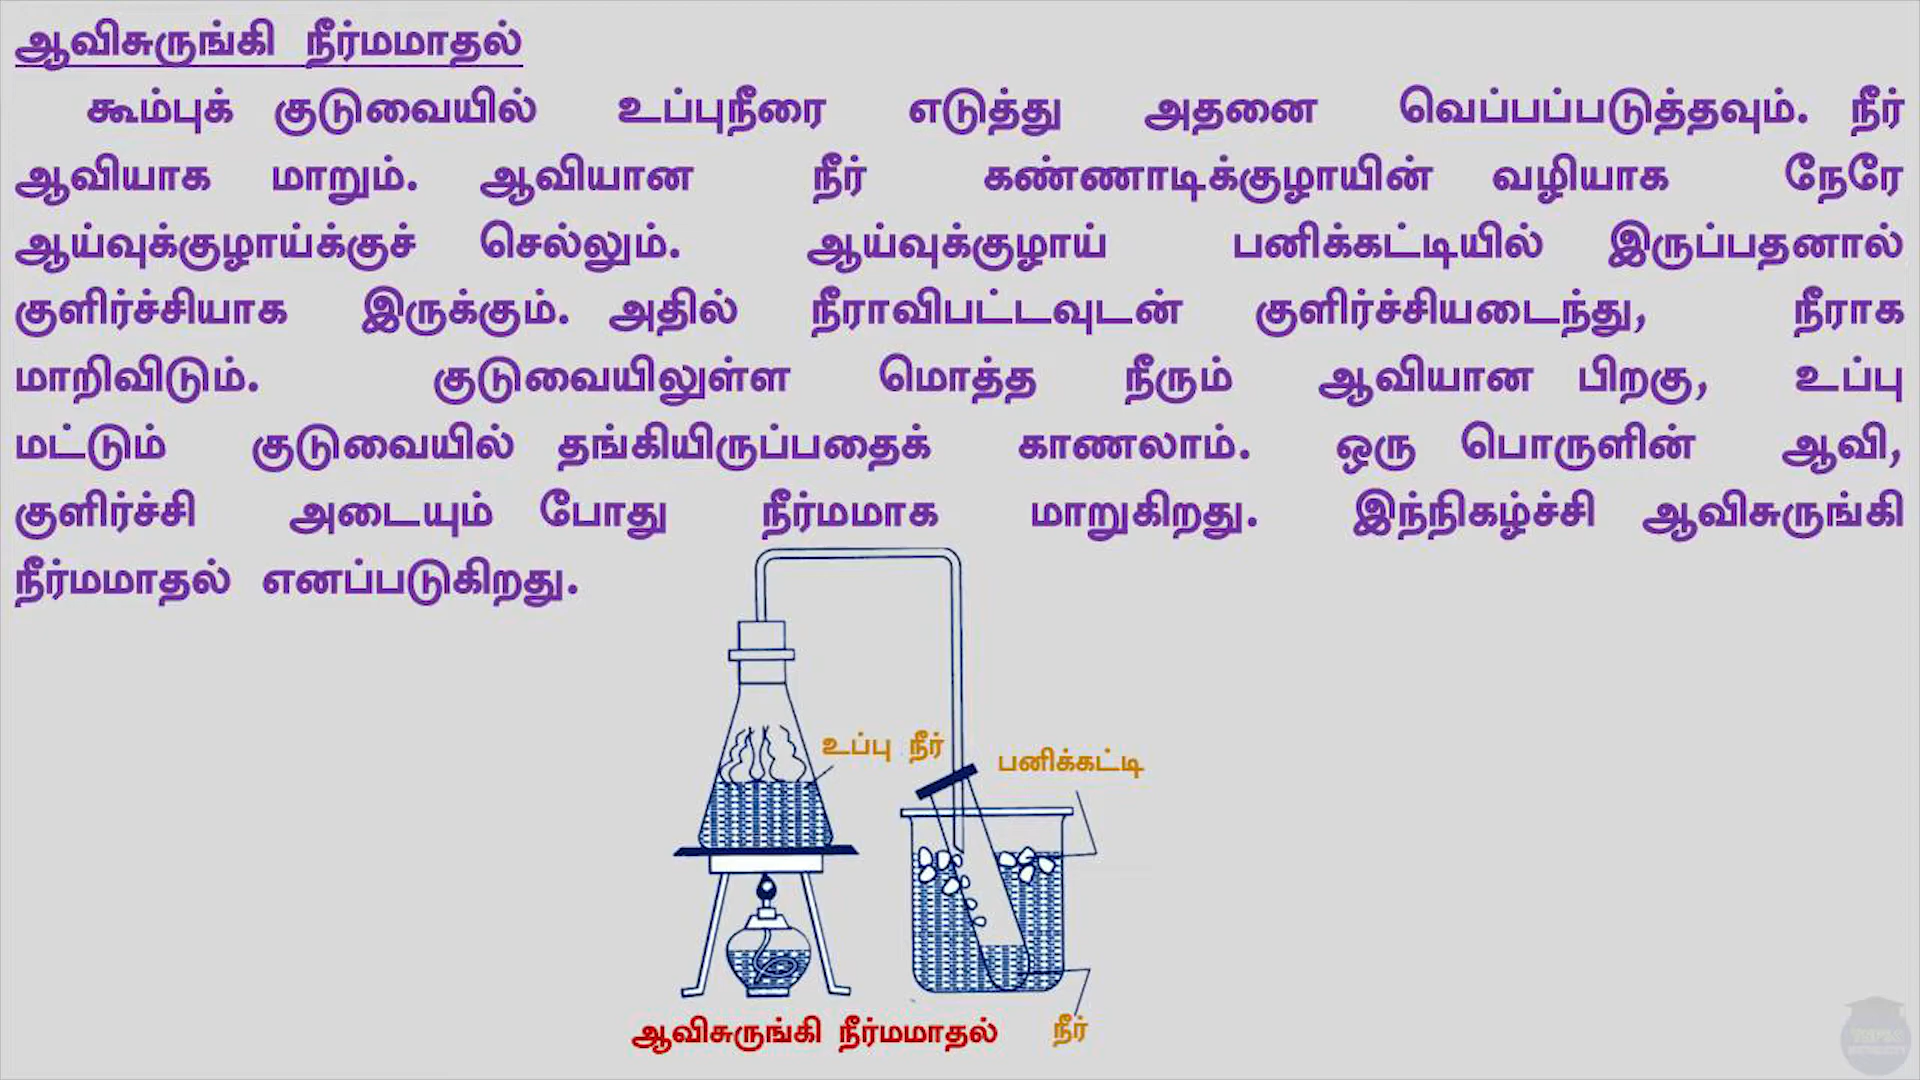 ஆவிசுருங்கி நீர்மமாதல்
கூம்புக் குடுவையில் உப்புநீரை எடுத்து அதனை வெப்பப்படுத்தவும். நீர்
ஆவியாக மாறும். ஆவியான நீர் கண்ணாடிக்குழாயின் வழியாக நேரே
ஆய்வுக்குழாய்க்குச் செல்லும். ஆய்வுக்குழாய் பனிக்கட்டியில் இருப்பதனால்
குளிர்ச்சியாக இருக்கும். அதில் நீராவிபட்டவுடன் குளிர்ச்சியடைந்து, நீராக
மாறிவிடும். குடுவையிலுள்ள மொத்த நீரும் ஆவியான பிறகு, உப்பு
மட்டும் குடுவையில் தங்கியிருப்பதைக் காணலாம். ஒரு பொருளின் ஆவி,
குளிர்ச்சி அடையும் போது நீர்மமாக மாறுகிறது. இந்நிகழ்ச்சி ஆவிசுருங்கி
நீர்மமாதல் எனப்படுகிறது.
உப்பு நீர்
பனிக்கட்டி
ஆவிசுருங்கி நீர்மமாதல்
நீர்